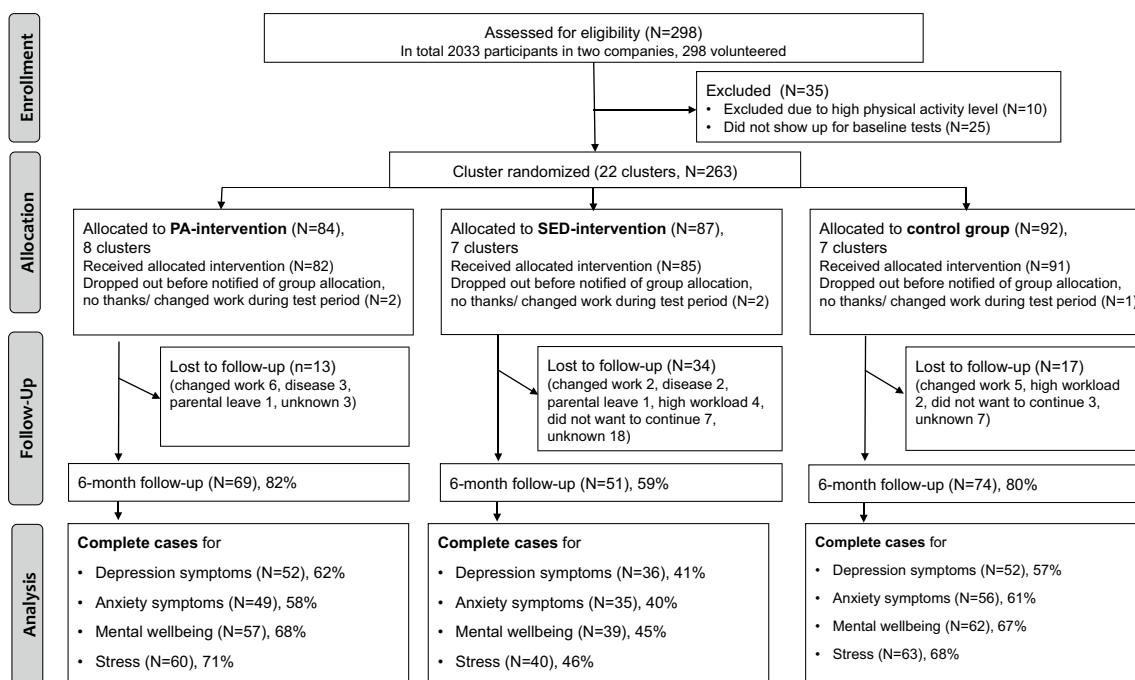 Enrollment
Assessed for eligibility (N=298)
In total 2033 participants in two companies, 298 volunteered
Excluded (N=35)
• Excluded due to high physical activity level (N=10)
• Did not show up for baseline tests (N=25)
Allocation
Cluster randomized (22 clusters, N=263)
Allocated to PA-intervention (N=84),
8 clusters
Received allocated intervention (N=82)
Dropped out before notified of group allocation,
no thanks/ changed work during test period (N=2)
Allocated to SED-intervention (N=87),
7 clusters
Received allocated intervention (N=85)
Dropped out before notified of group allocation,
no thanks/ changed work during test period (N=2)
Allocated to control group (N=92),
7 clusters
Received allocated intervention (N=91)
Dropped out before notified of group allocation,
no thanks/ changed work during test period (N=1)
Follow-Up
Lost to follow-up (n=13)
(changed work 6, disease 3,
parental leave 1, unknown 3)
Lost to follow-up (N=34)
(changed work 2, disease 2,
parental leave 1, high workload 4,
did not want to continue 7,
unknown 18)
Lost to follow-up (N=17)
(changed work 5, high workload
2, did not want to continue 3,
unknown 7)
6-month follow-up (N=69), 82%
6-month follow-up (N=51), 59%
6-month follow-up (N=74), 80%
Analysis
Complete cases for
• Depression symptoms (N=52), 62%
• Anxiety symptoms (N=49), 58%
• Mental wellbeing (N=57), 68%
• Stress (N=60), 71%
Complete cases for
• Depression symptoms (N=36), 41%
• Anxiety symptoms (N=35), 40%
• Mental wellbeing (N=39), 45%
• Stress (N=40), 46%
Complete cases for
• Depression symptoms (N=52), 57%
• Anxiety symptoms (N=56), 61%
• Mental wellbeing (N=62), 67%
• Stress (N=63), 68%